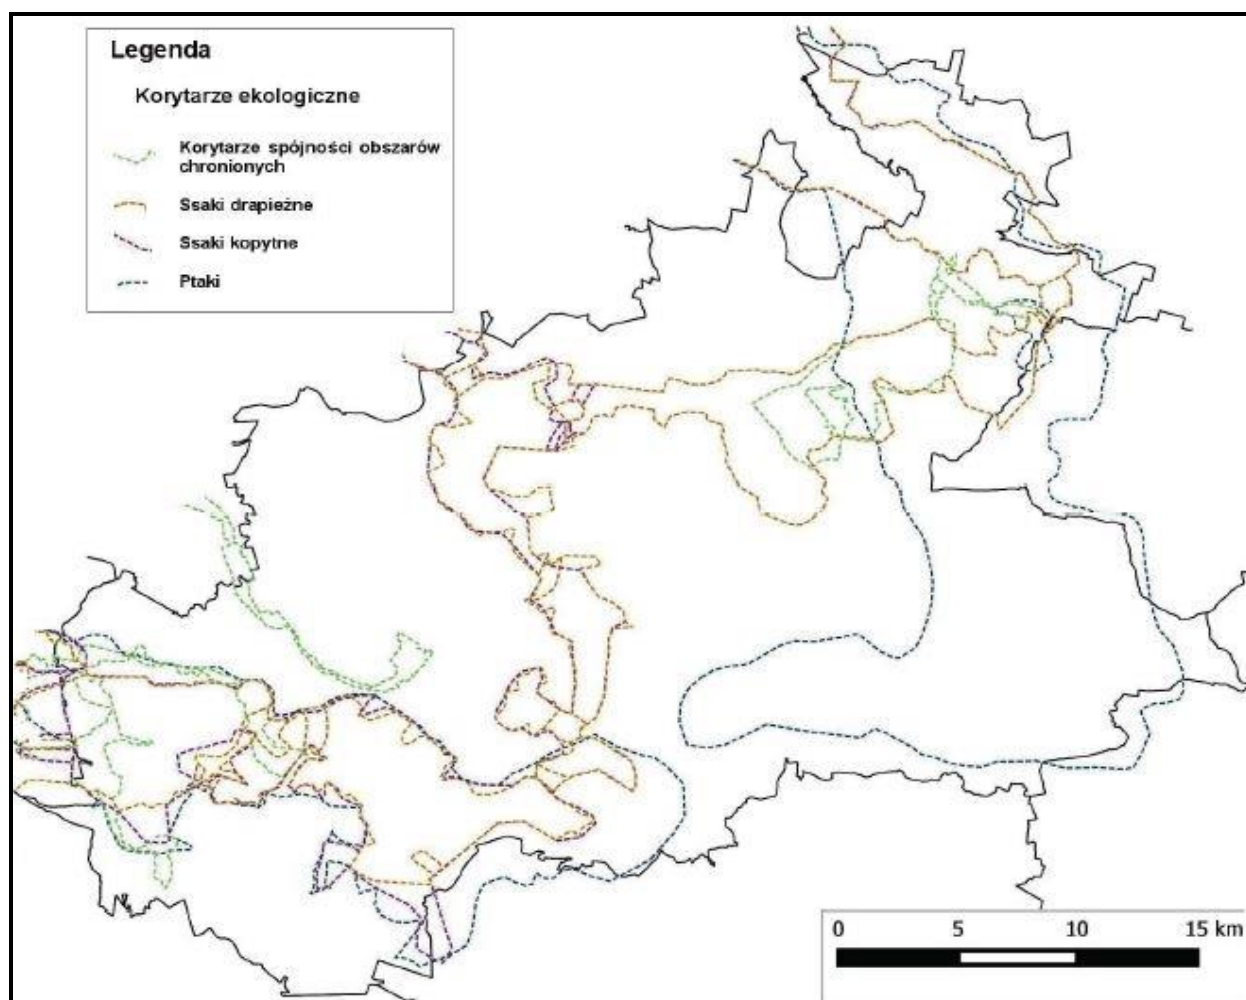 Legenda
Korytarze ekologiczne
Korytarze spójności obszarów
chronionych
Ssaki drapieżne
Ssaki kopytne
Ptaki
0 5 10 15 km